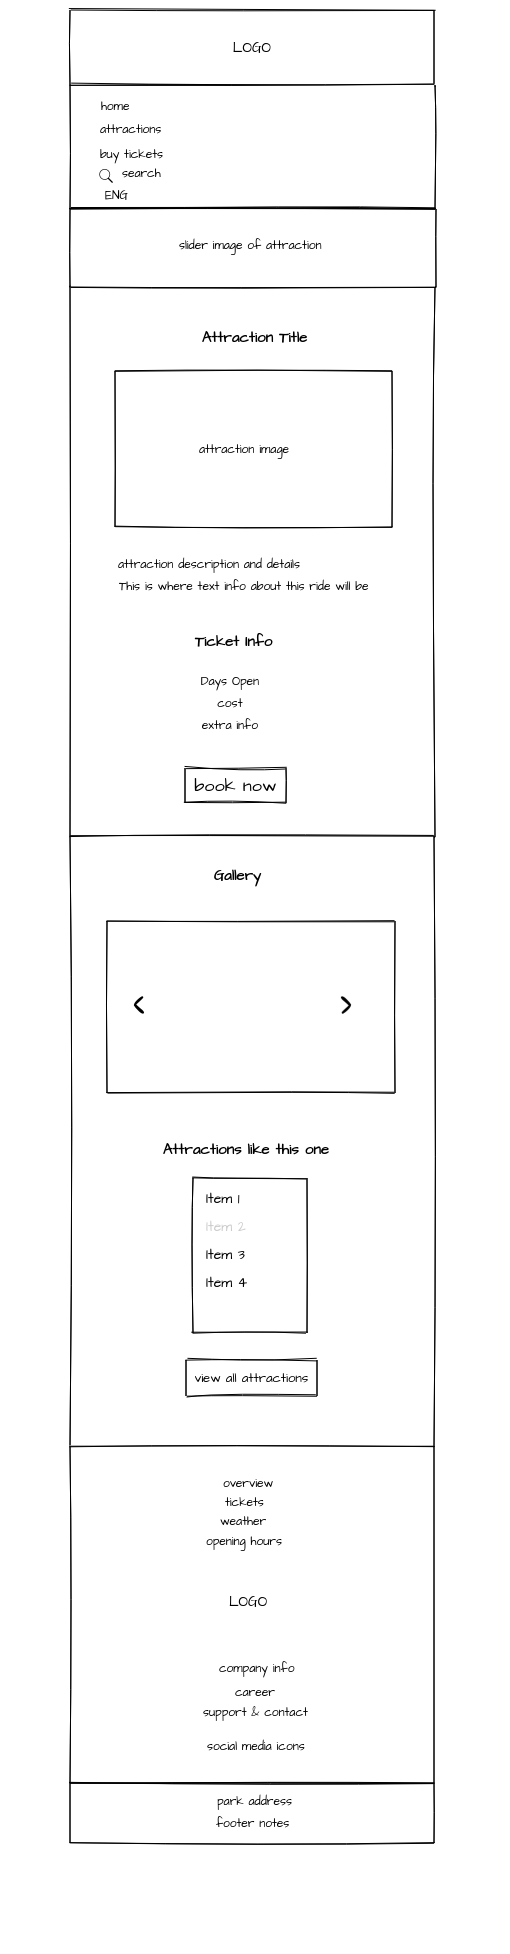 LOGO
home
attractions
buy tickets
search
ENG
slider image of attraction
Attraction Title
attraction image
attraction description and details
This is where text info about this ride will be
Ticket Info
Days Open
cost
extra info
book now
Gallery
Attractions like this one
Item 1
Item 2
Item 3
Item 4
view all attractions
overview
tickets
weather
opening hours
LOGO
company info
career
support & contact
social media icons
park address
footer notes